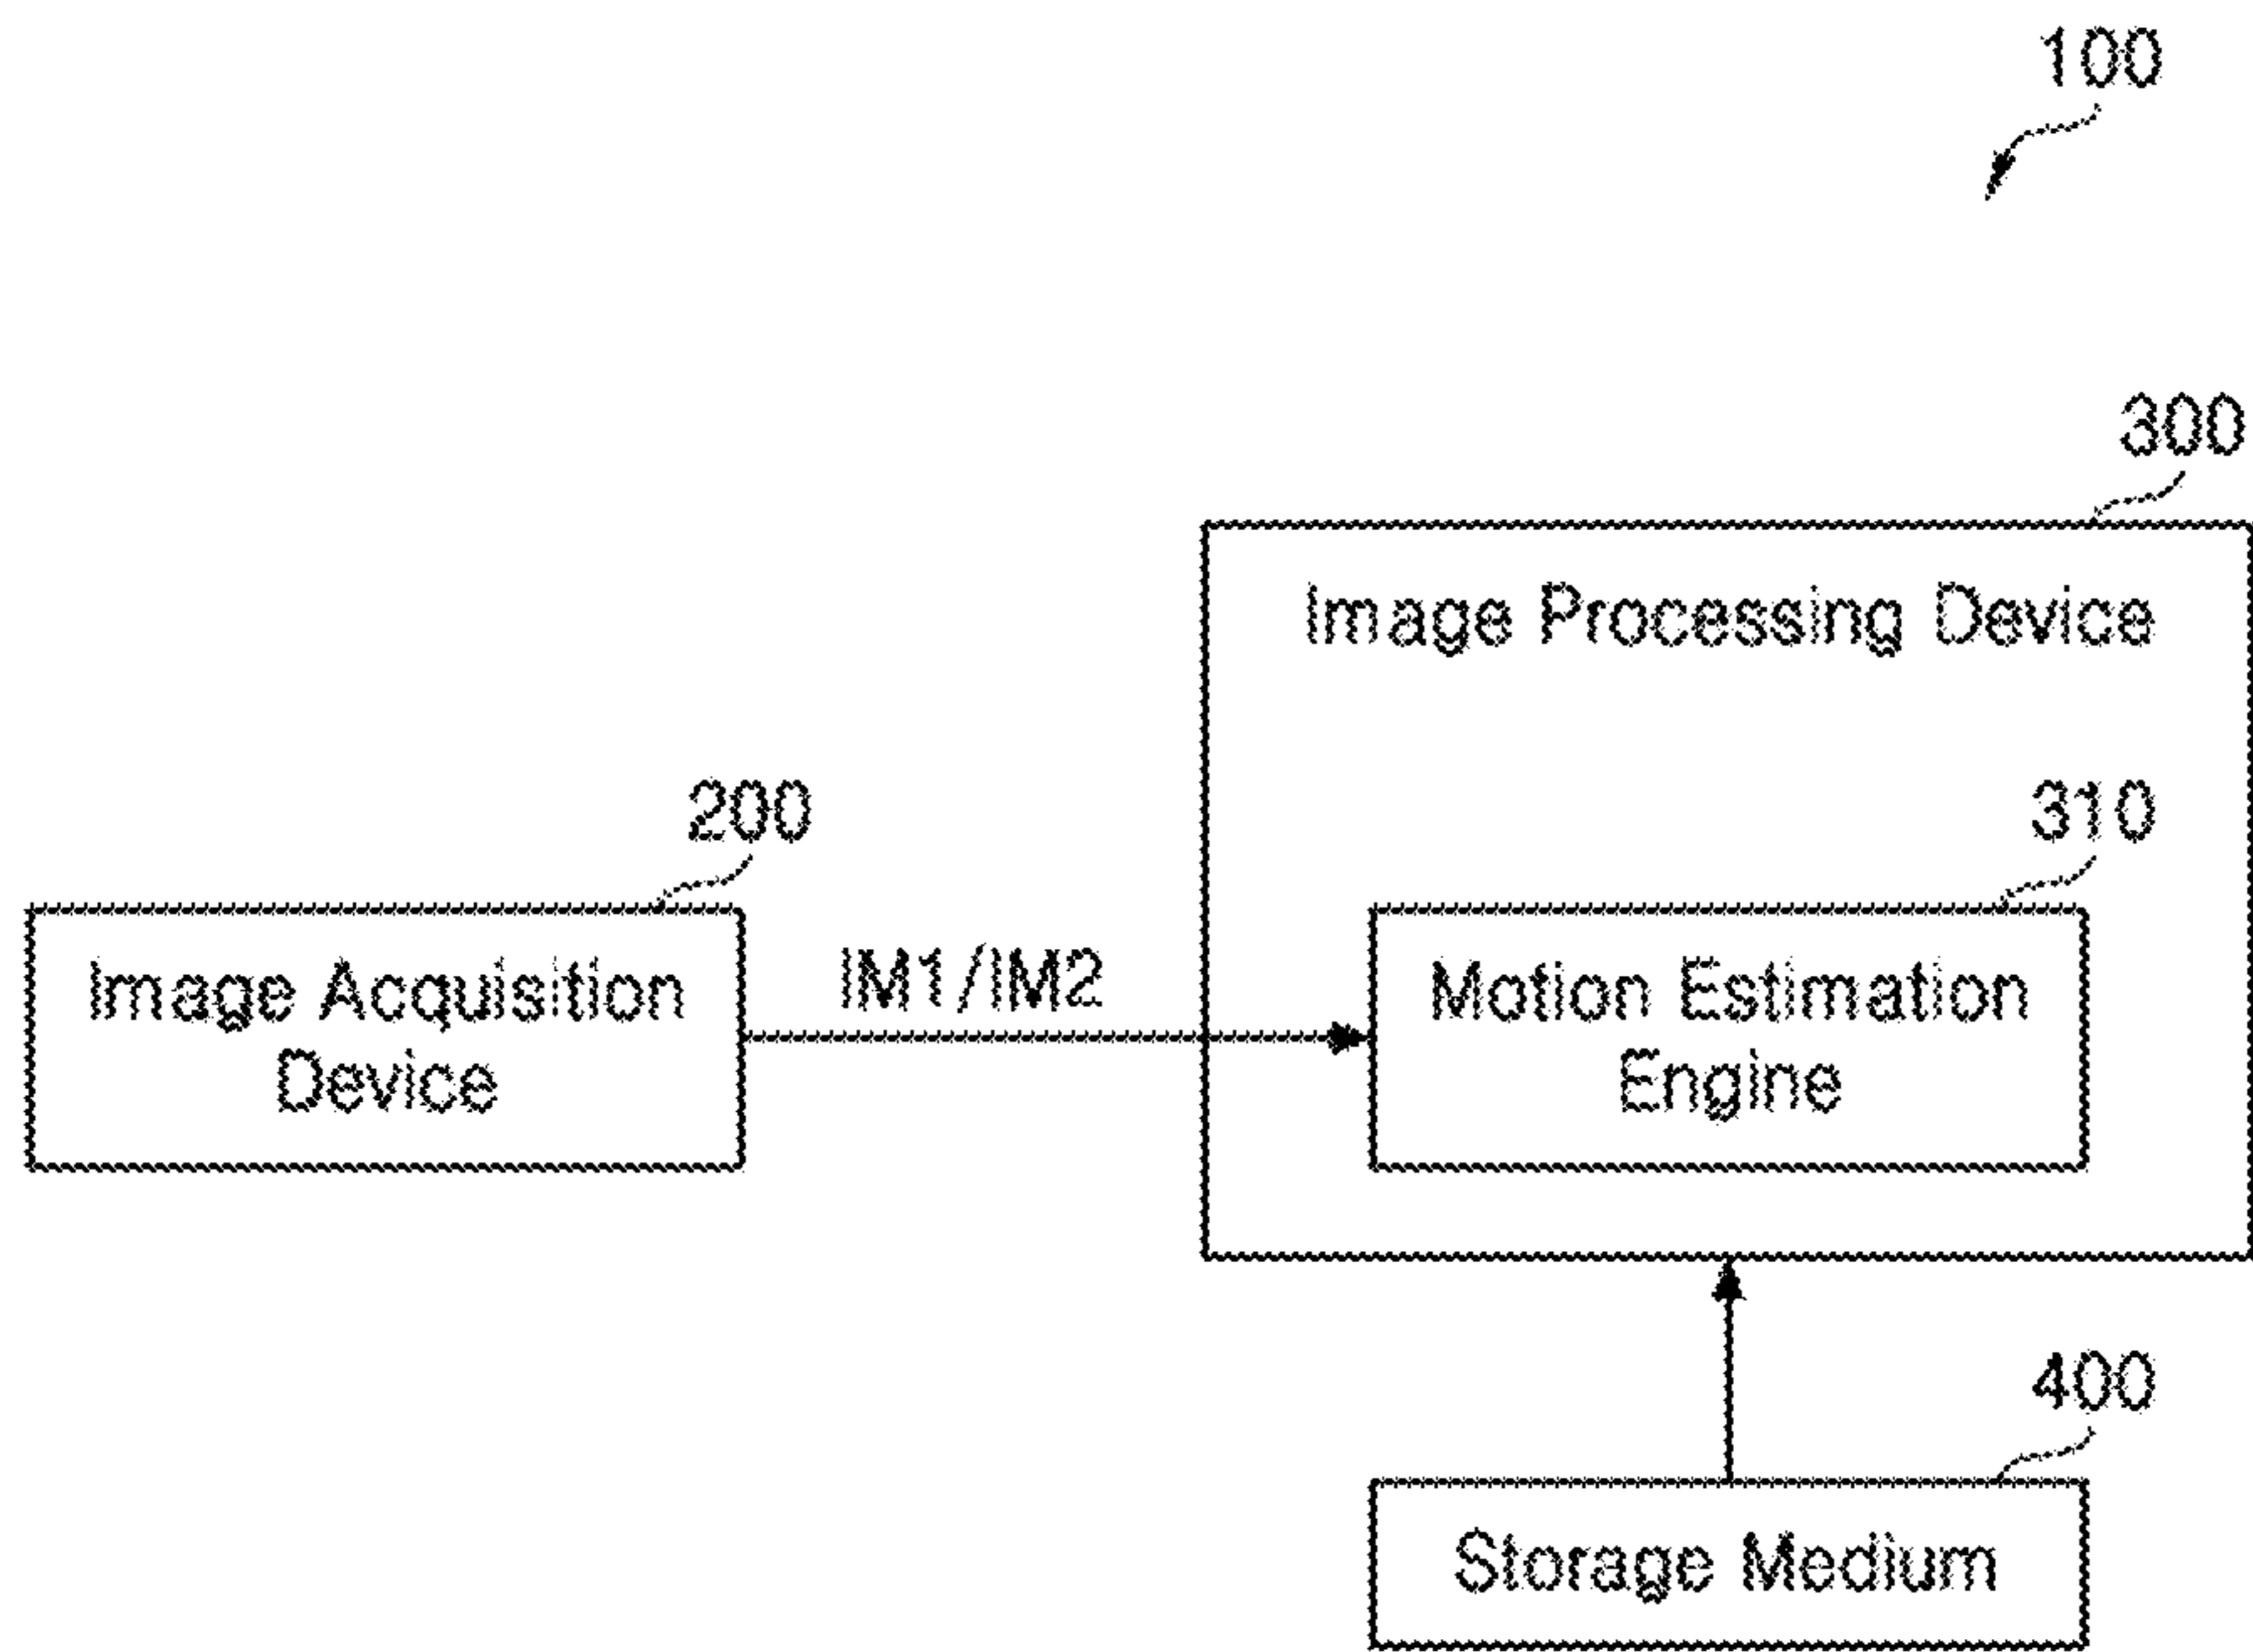 100
300
Image Processing Device
200
310
Image Acquisition
Device
IM1/IM2
Motion Estimation
Engine
400
Storage Medium